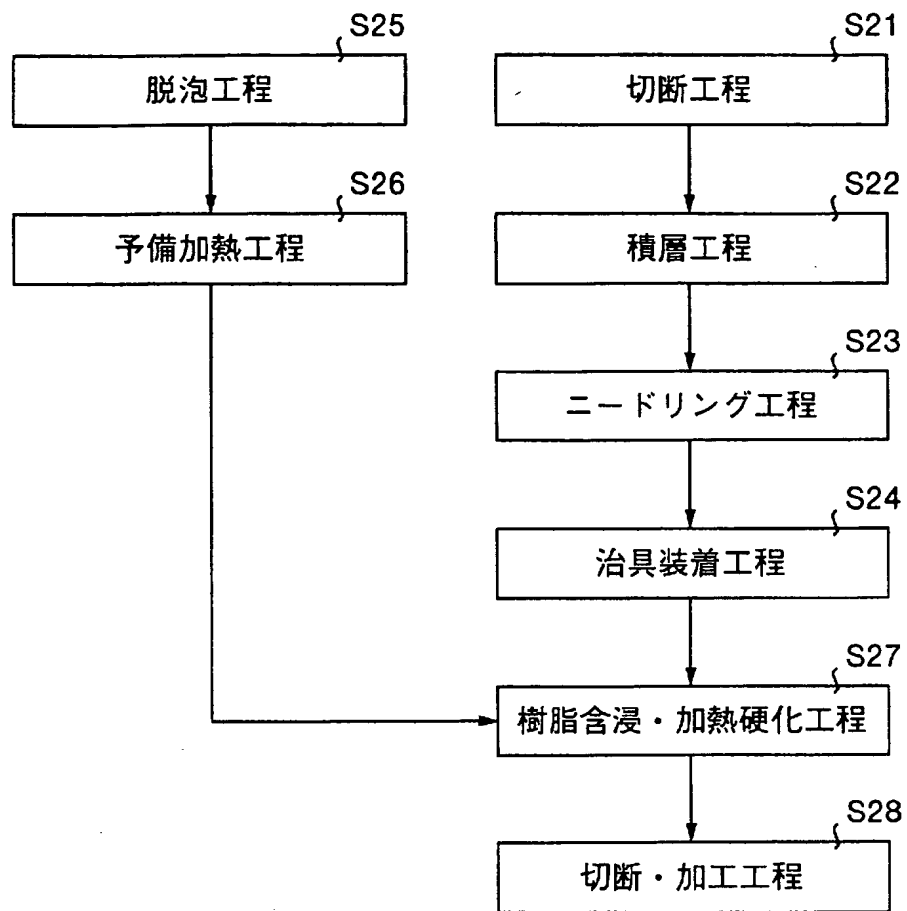 S25
脱泡工程
S21
切断工程
S26
予備加熱工程
S22
積層工程
S23
ニードリング工程
S24
治具装着工程
S27
樹脂含浸・加熱硬化工程
S28
切断・加工工程